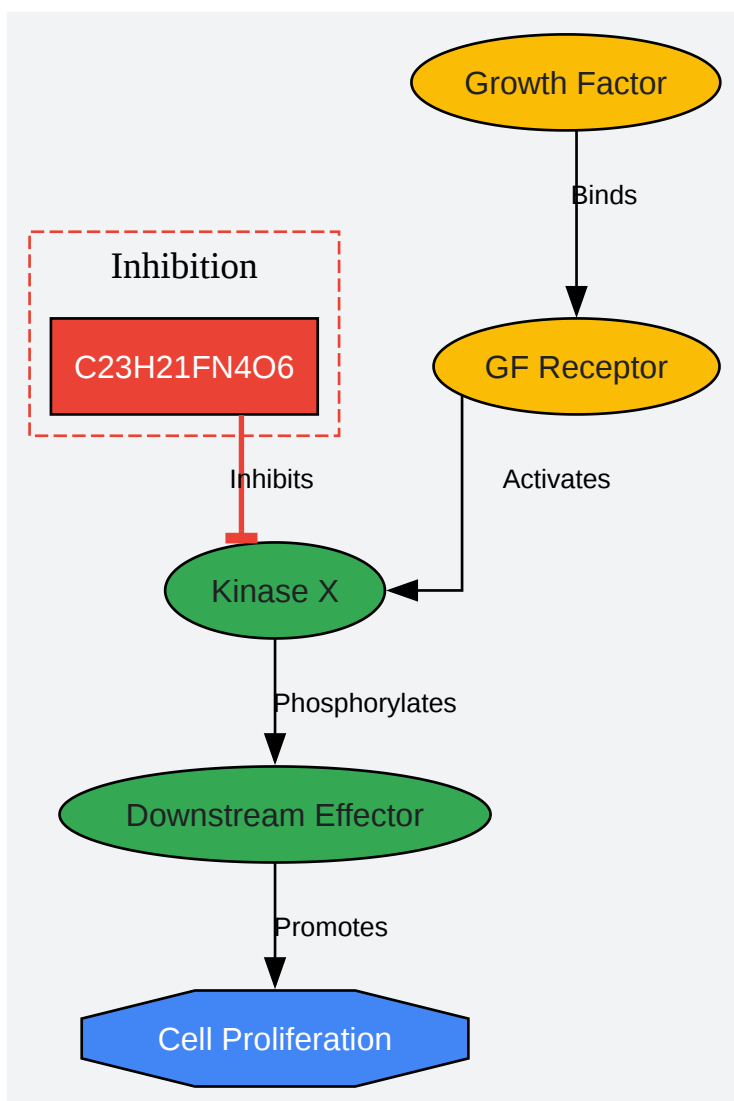 Growth Factor
Binds
Inhibition
C23H21FN4O6
GF Receptor
Inhibits
Activates
Kinase X
Phosphorylates
Downstream Effector
Promotes
Cell Proliferation